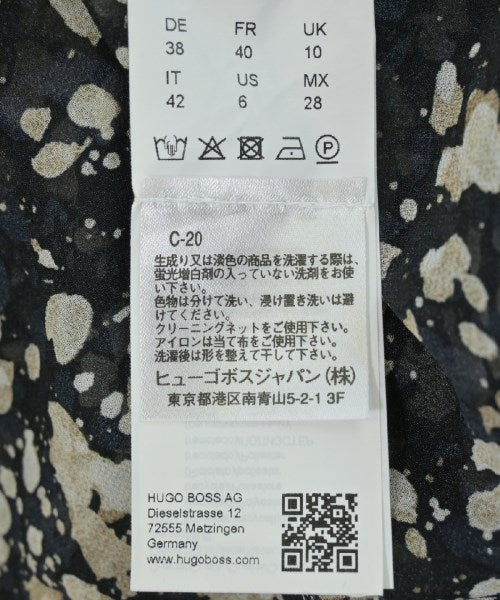 DE FR UK
38 40 10
IT US MX
42 6 28
P
C-20
生成り又は淡色の商品を洗濯する際は、
蛍光増白剤の入っていない洗剤をお使
い下さい。
色物は分けて洗い、浸け置き洗いは避
けてください。
クリーニングネットをご使用下さい。
アイロンは当て布をご使用下さい。
洗濯後は形を整えて干して下さい。
ヒューゴボスジャパン(株)
東京都港区南青山5-2-1 3F
HUGO BOSS AG
Dieselstrasse 12
72555 Metzingen
Germany
www.hugoboss.com